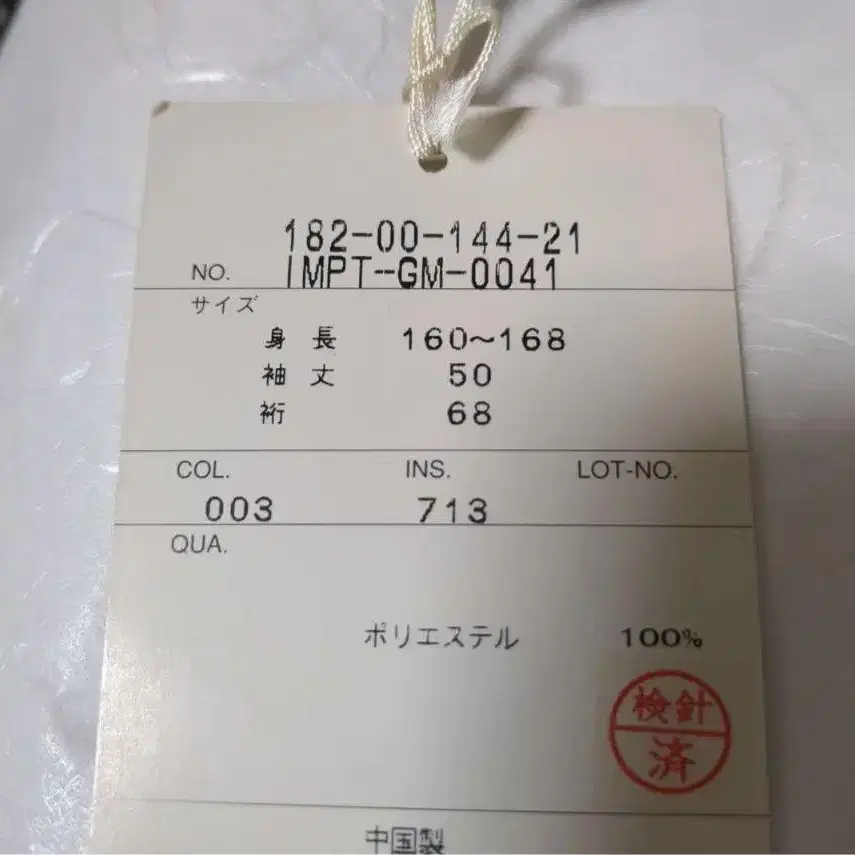 182-00-144-21
NO. IMPT-GM-0041
サイズ
身 長 160~168
袖 丈 50
裄 68
COL. INS. LOT-NO.
003 713
QUA.
ポリエステル 100%
検針
済
中国製